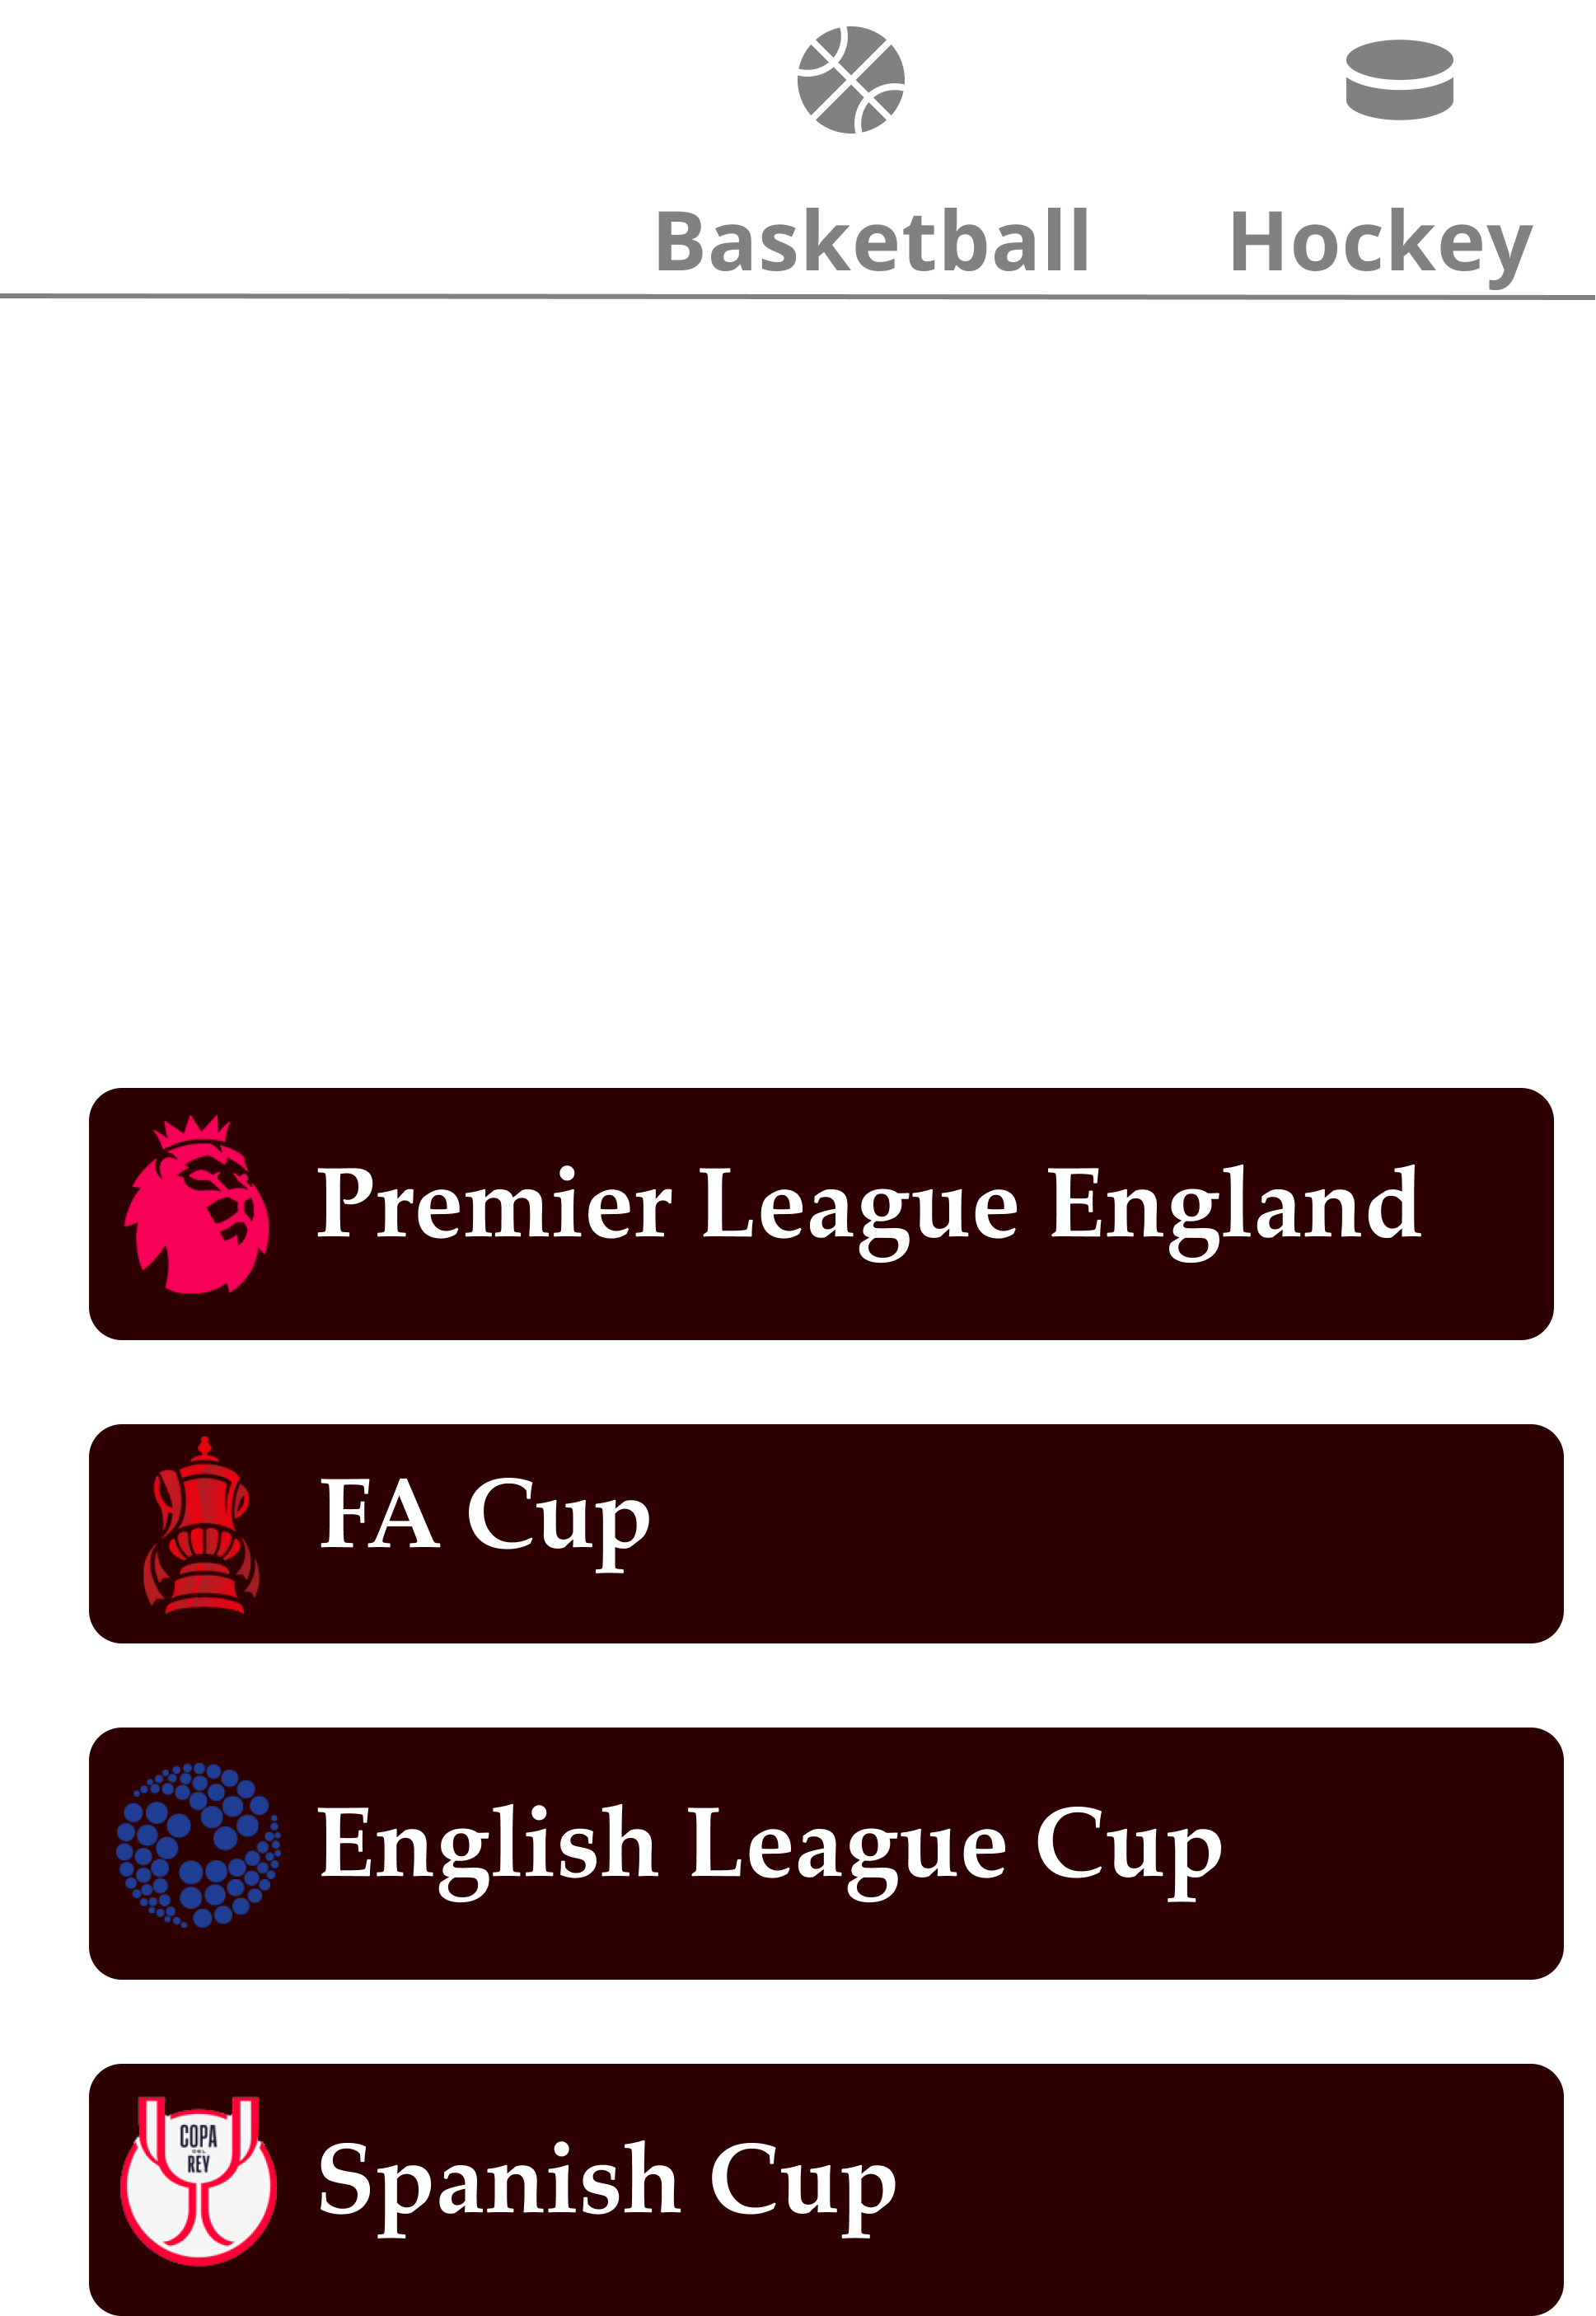 Basketball Hockey
Premier League England
FA Cup
English League Cup
COPA
DEL
REY
Spanish Cup